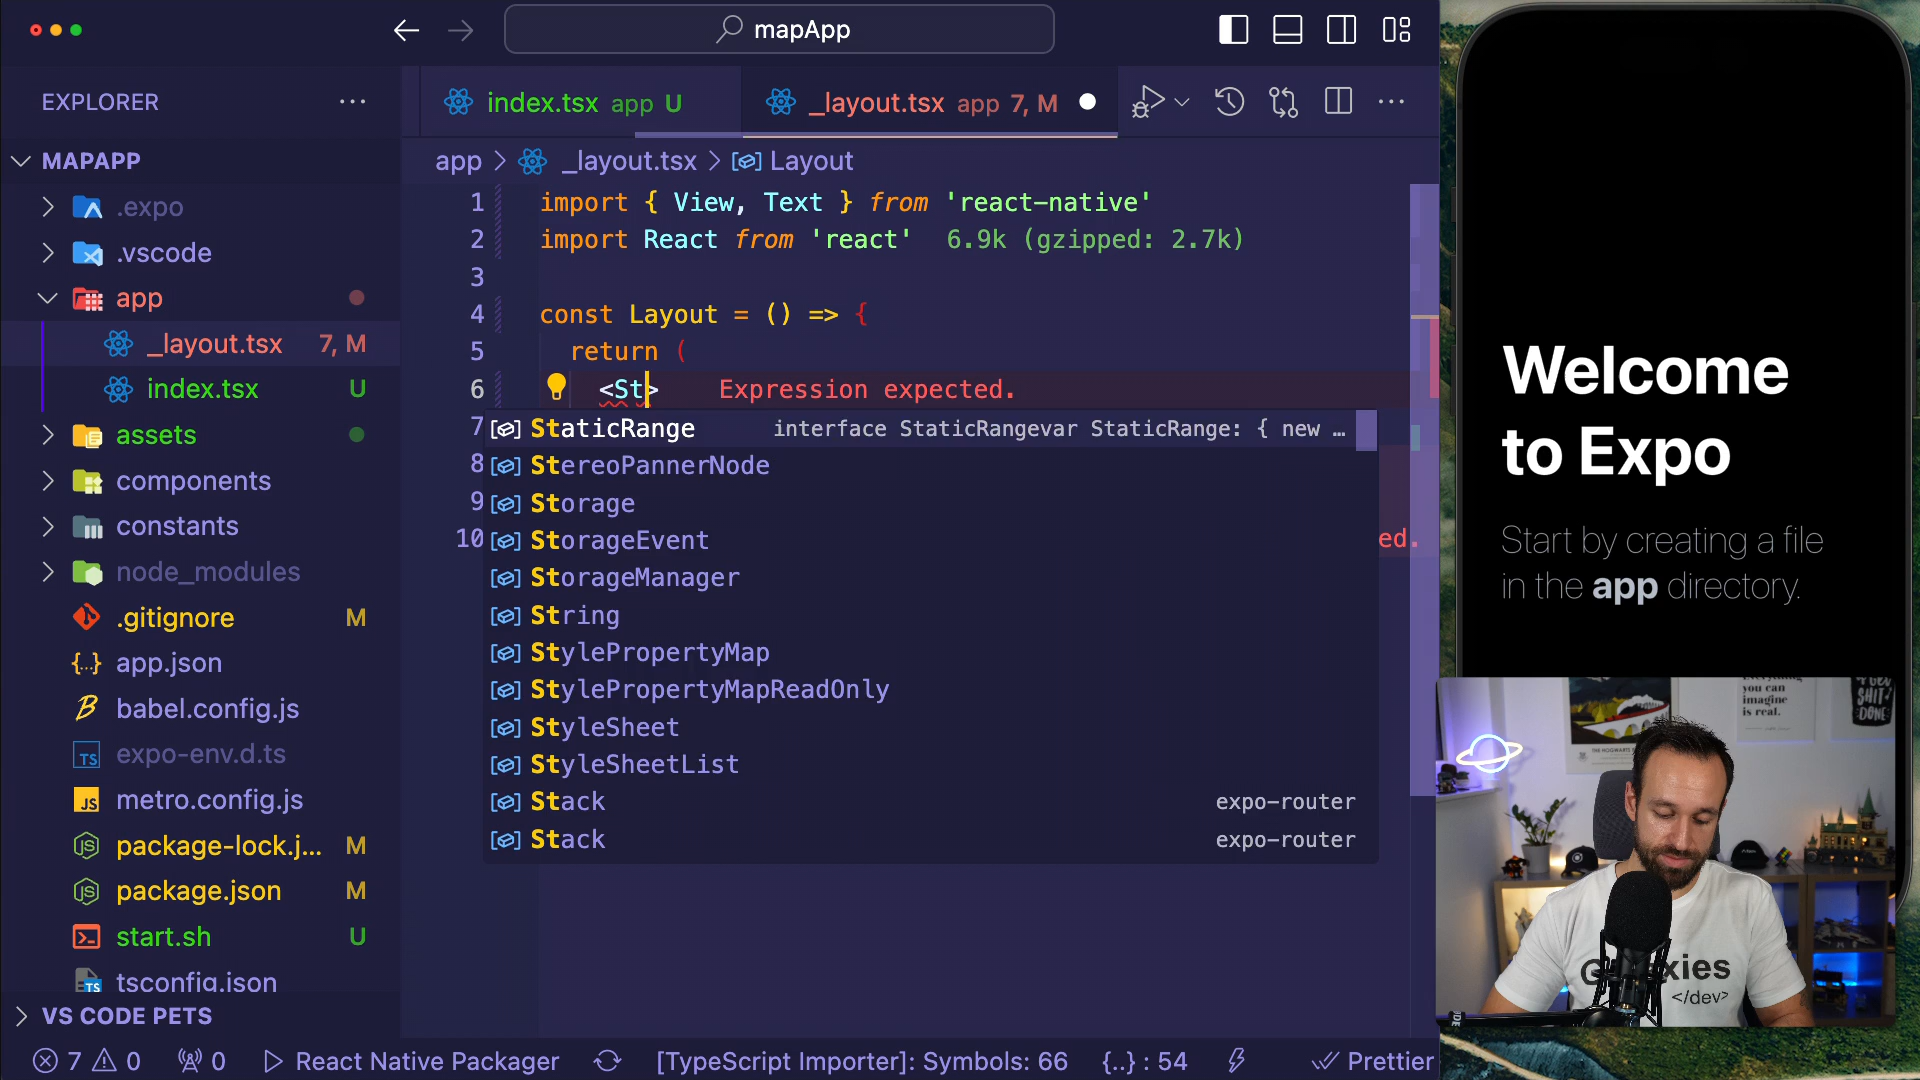 mapApp
EXPLORER
index.tsx app U
_layout.tsx app 7, M
MAPAPP
app > _layout.tsx > Layout
.expo
.vscode
app
_layout.tsx 7, M
index.tsx U
assets
components
constants
node_modules
.gitignore M
app.json
babel.config.js
expo-env.d.ts
metro.config.js
package-lock.j... M
package.json M
start.sh U
tsconfig.json
VS CODE PETS
1 import { View, Text } from 'react-native'
2 import React from 'react' 6.9k (gzipped: 2.7k)
3
4 const Layout = () => {
5 return (
6 <St> Expression expected.
7
8
9
10 ed.
StaticRange interface StaticRangevar StaticRange: { new …
StereoPannerNode
Storage
StorageEvent
StorageManager
String
StylePropertyMap
StylePropertyMapReadOnly
StyleSheet
StyleSheetList
Stack expo-router
Stack expo-router
7 0 0 React Native Packager [TypeScript Importer]: Symbols: 66 {..} : 54 Prettier
Welcome
to Expo
Start by creating a file
in the app directory.
you can
imagine
is real.
SHIT
DONE
xies
</dev>